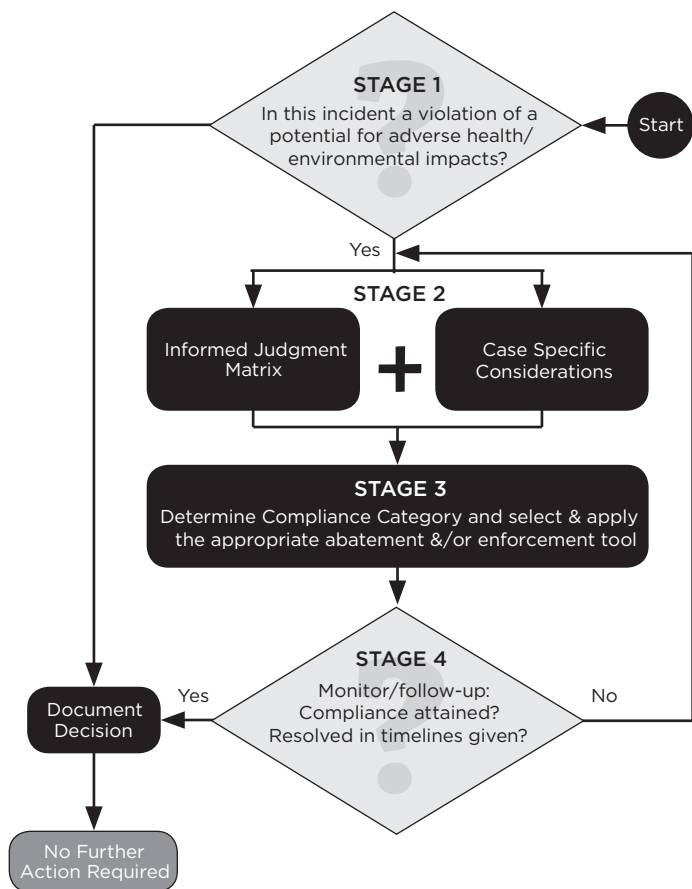 STAGE 1
In this incident a violation of a
potential for adverse health/
environmental impacts?
Start
Yes
STAGE 2
Informed Judgment
Matrix
+
Case Specific
Considerations
STAGE 3
Determine Compliance Category and select & apply
the appropriate abatement &/or enforcement tool
STAGE 4
Monitor/follow-up:
Compliance attained?
Resolved in timelines given?
Yes
No
Document
Decision
No Further
Action Required